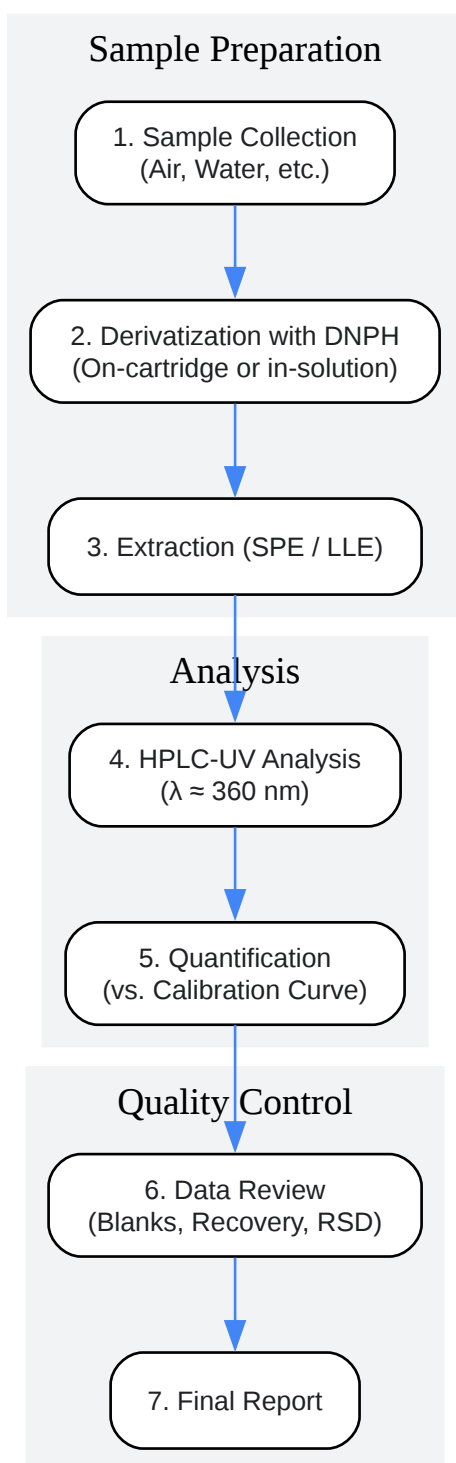 Sample Preparation
1. Sample Collection
(Air, Water, etc.)
2. Derivatization with DNPH
(On-cartridge or in-solution)
3. Extraction (SPE / LLE)
Analysis
4. HPLC-UV Analysis
(λ ≈ 360 nm)
5. Quantification
(vs. Calibration Curve)
Quality Control
6. Data Review
(Blanks, Recovery, RSD)
7. Final Report